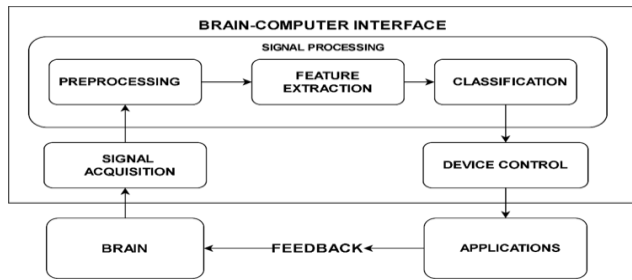 BRAIN-COMPUTER INTERFACE
SIGNAL PROCESSING
PREPROCESSING
FEATURE
EXTRACTION
CLASSIFICATION
SIGNAL
ACQUISITION
DEVICE CONTROL
BRAIN
FEEDBACK
APPLICATIONS